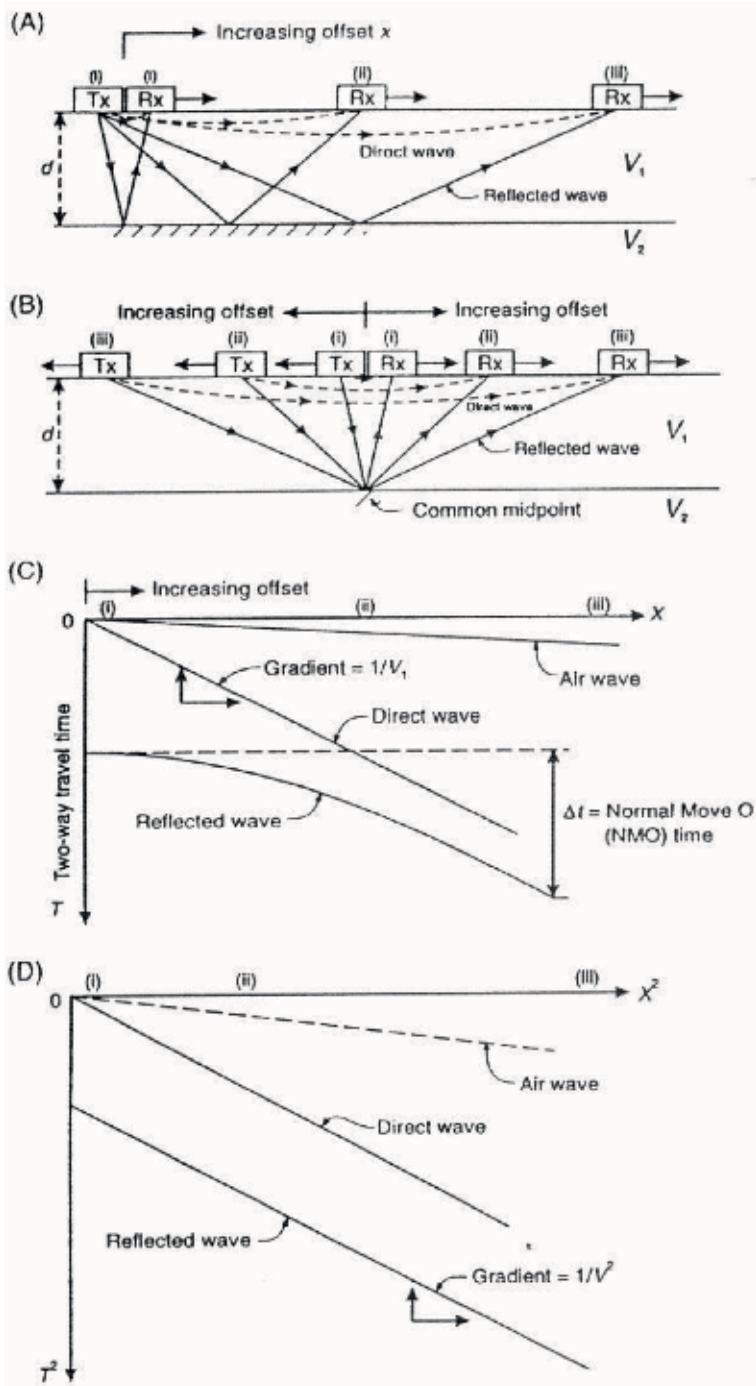 (A)
Increasing offset x
(i) (i) (ii) (iii)
Tx Rx Rx Rx
Direct wave
d
V₁
Reflected wave
V₂
(B)
Increasing offset Increasing offset
(iii) (ii) (i) (i) (ii) (iii)
Tx Tx Tx Rx Rx Rx
Direct wave
d
V₁
Reflected wave
Common midpoint
V₂
(C)
Increasing offset
(i) (ii) (iii)
0 X
Gradient = 1/V₁
Air wave
Direct wave
Two-way travel time
Reflected wave
Δt = Normal Move O
(NMO) time
T
(D)
(i) (ii) (iii)
0 X²
Air wave
Direct wave
Reflected wave
Gradient = 1/V²
T²